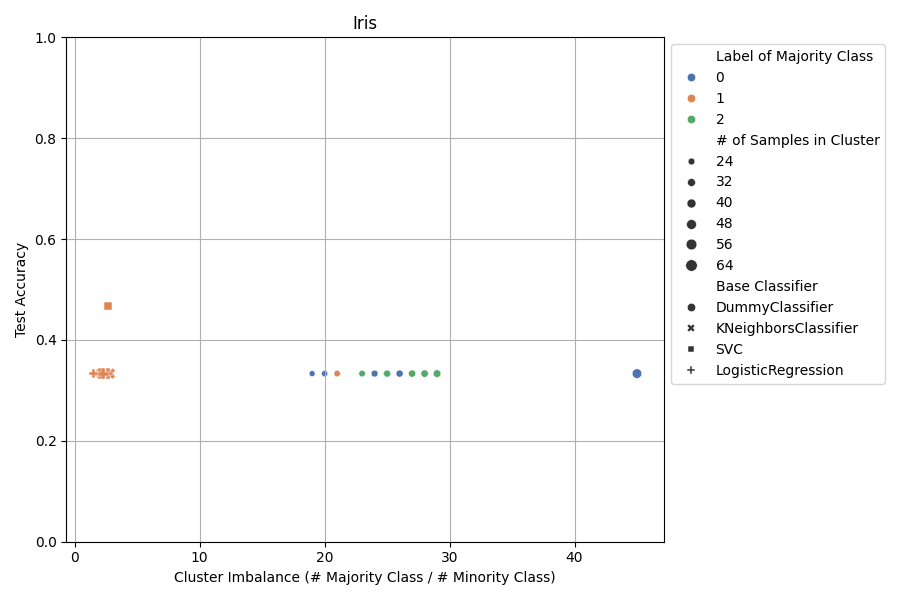 Iris
1.0
0.8
0.6
0.4
0.2
0.0
Test Accuracy
0
10
20
30
40
Cluster Imbalance (# Majority Class / # Minority Class)
Label of Majority Class
0
1
2
# of Samples in Cluster
24
32
40
48
56
64
Base Classifier
DummyClassifier
KNeighborsClassifier
SVC
LogisticRegression